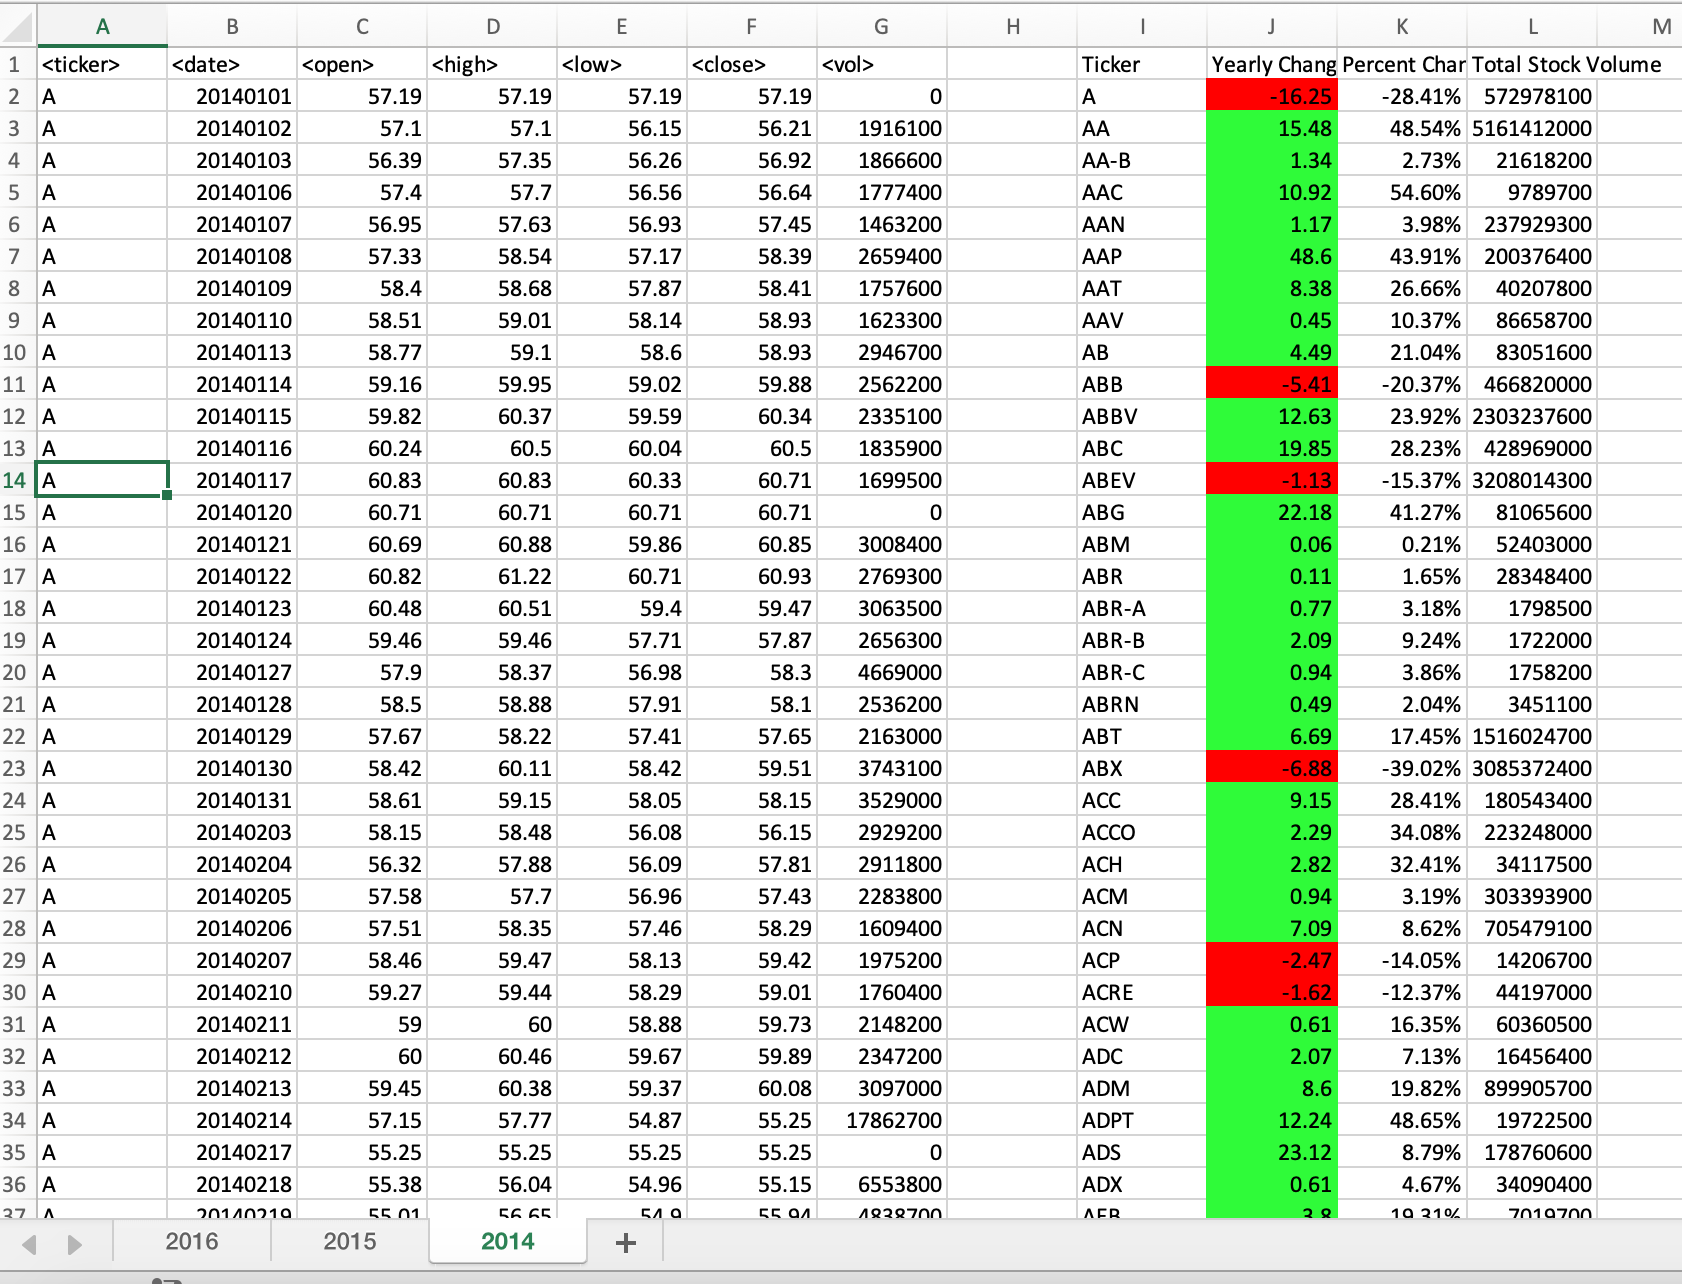 A B C D E F G H I J K L M
1 <ticker> <date> <open> <high> <low> <close> <vol> Ticker Yearly Chang Percent Char Total Stock Volume
2 A 20140101 57.19 57.19 57.19 57.19 0 A -16.25 -28.41% 572978100
3 A 20140102 57.1 57.1 56.15 56.21 1916100 AA 15.48 48.54% 5161412000
4 A 20140103 56.39 57.35 56.26 56.92 1866600 AA-B 1.34 2.73% 21618200
5 A 20140106 57.4 57.7 56.56 56.64 1777400 AAC 10.92 54.60% 9789700
6 A 20140107 56.95 57.63 56.93 57.45 1463200 AAN 1.17 3.98% 237929300
7 A 20140108 57.33 58.54 57.17 58.39 2659400 AAP 48.6 43.91% 200376400
8 A 20140109 58.4 58.68 57.87 58.41 1757600 AAT 8.38 26.66% 40207800
9 A 20140110 58.51 59.01 58.14 58.93 1623300 AAV 0.45 10.37% 86658700
10 A 20140113 58.77 59.1 58.6 58.93 2946700 AB 4.49 21.04% 83051600
11 A 20140114 59.16 59.95 59.02 59.88 2562200 ABB -5.41 -20.37% 466820000
12 A 20140115 59.82 60.37 59.59 60.34 2335100 ABBV 12.63 23.92% 2303237600
13 A 20140116 60.24 60.5 60.04 60.5 1835900 ABC 19.85 28.23% 428969000
14 A 20140117 60.83 60.83 60.33 60.71 1699500 ABEV -1.13 -15.37% 3208014300
15 A 20140120 60.71 60.71 60.71 60.71 0 ABG 22.18 41.27% 81065600
16 A 20140121 60.69 60.88 59.86 60.85 3008400 ABM 0.06 0.21% 52403000
17 A 20140122 60.82 61.22 60.71 60.93 2769300 ABR 0.11 1.65% 28348400
18 A 20140123 60.48 60.51 59.4 59.47 3063500 ABR-A 0.77 3.18% 1798500
19 A 20140124 59.46 59.46 57.71 57.87 2656300 ABR-B 2.09 9.24% 1722000
20 A 20140127 57.9 58.37 56.98 58.3 4669000 ABR-C 0.94 3.86% 1758200
21 A 20140128 58.5 58.88 57.91 58.1 2536200 ABRN 0.49 2.04% 3451100
22 A 20140129 57.67 58.22 57.41 57.65 2163000 ABT 6.69 17.45% 1516024700
23 A 20140130 58.42 60.11 58.42 59.51 3743100 ABX -6.88 -39.02% 3085372400
24 A 20140131 58.61 59.15 58.05 58.15 3529000 ACC 9.15 28.41% 180543400
25 A 20140203 58.15 58.48 56.08 56.15 2929200 ACCO 2.29 34.08% 223248000
26 A 20140204 56.32 57.88 56.09 57.81 2911800 ACH 2.82 32.41% 34117500
27 A 20140205 57.58 57.7 56.96 57.43 2283800 ACM 0.94 3.19% 303393900
28 A 20140206 57.51 58.35 57.46 58.29 1609400 ACN 7.09 8.62% 705479100
29 A 20140207 58.46 59.47 58.13 59.42 1975200 ACP -2.47 -14.05% 14206700
30 A 20140210 59.27 59.44 58.29 59.01 1760400 ACRE -1.62 -12.37% 44197000
31 A 20140211 59 60 58.88 59.73 2148200 ACW 0.61 16.35% 60360500
32 A 20140212 60 60.46 59.67 59.89 2347200 ADC 2.07 7.13% 16456400
33 A 20140213 59.45 60.38 59.37 60.08 3097000 ADM 8.6 19.82% 899905700
34 A 20140214 57.15 57.77 54.87 55.25 17862700 ADPT 12.24 48.65% 19722500
35 A 20140217 55.25 55.25 55.25 55.25 0 ADS 23.12 8.79% 178760600
36 A 20140218 55.38 56.04 54.96 55.15 6553800 ADX 0.61 4.67% 34090400
37 A 20140219 55.01 56.65 54.9 55.94 4838700 AEB 3.8 19.31% 7019700
2016 2015 2014 +